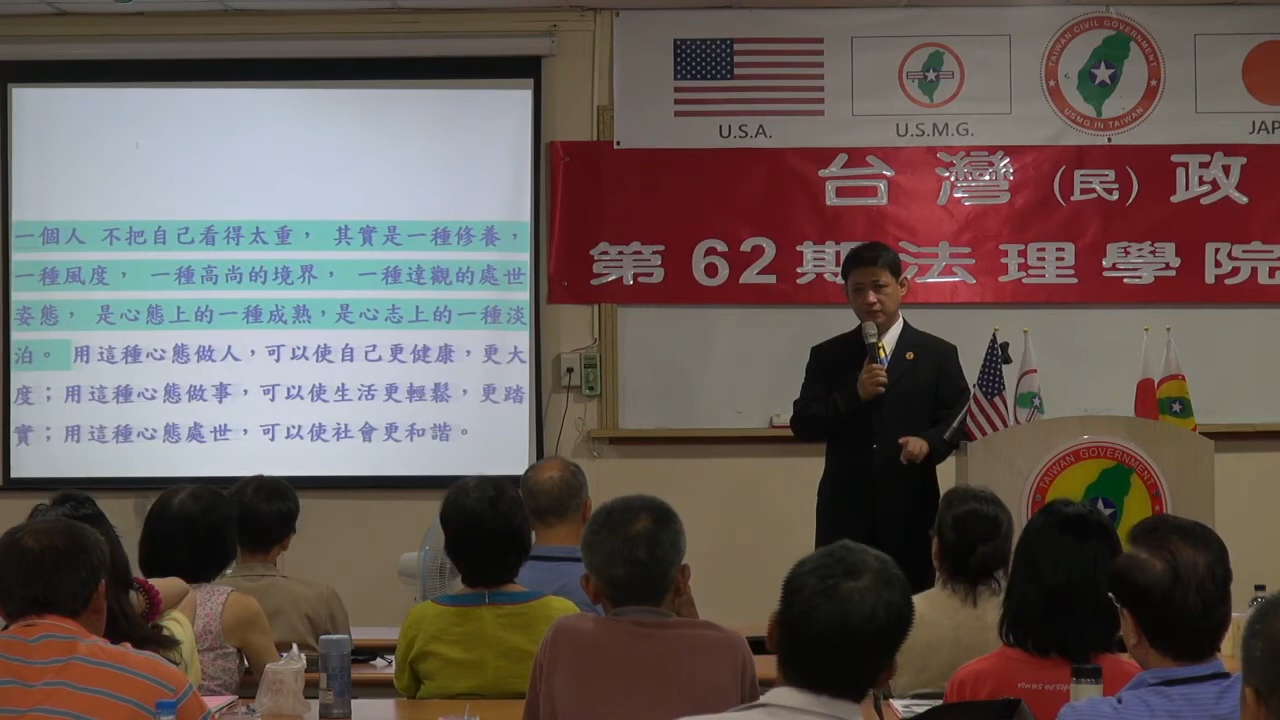 一個人 不把自己看得太重， 其實是一種修養，
一種風度， 一種高尚的境界， 一種達觀的處世
姿態， 是心態上的一種成熟，是心志上的一種淡
泊。 用這種心態做人，可以使自己更健康，更大
度；用這種心態做事，可以使生活更輕鬆，更踏
實；用這種心態處世，可以使社會更和諧。
U.S.A.
U.S.M.G.
TAIWAN CIVIL GOVERNMENT
USMG IN TAIWAN
JAP
台灣(民)政
第62期法理學院
TAIWAN GOVERNMENT